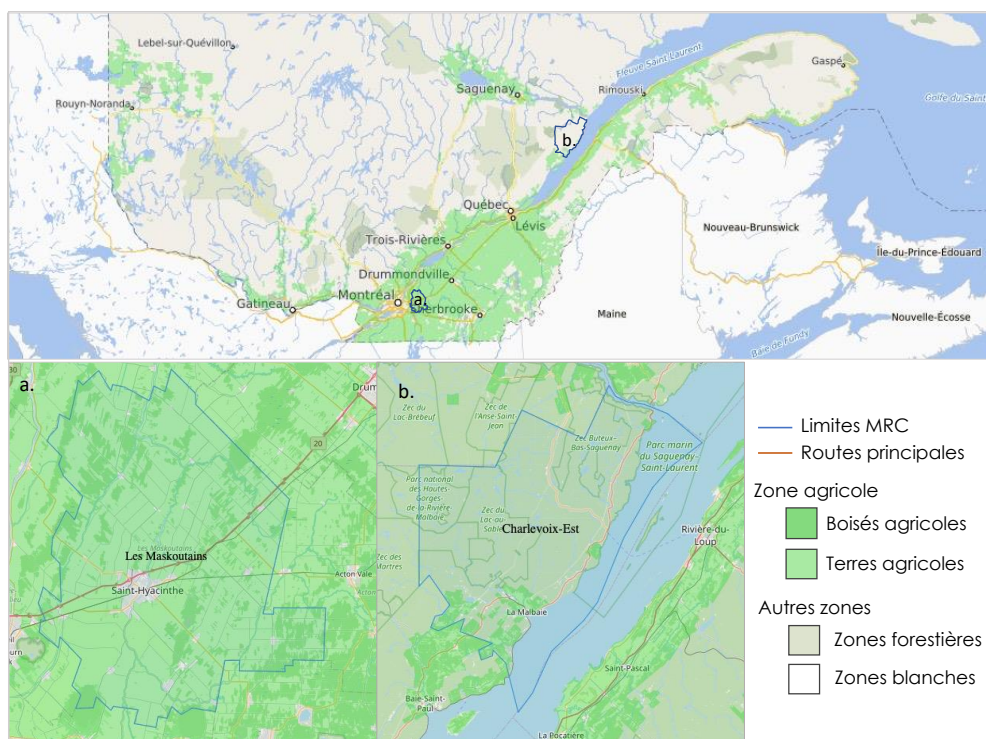 Lebel-sur-Quévillon
Rouyn-Noranda
Saguenay
Fleuve Saint Laurent
Rimouski
Gaspé
Golfe du Saint
b.
Québec
Lévis
Trois-Rivières
Drummondville
Montréal
a.
Sherbrooke
Gatineau
Maine
Nouveau-Brunswick
Île-du-Prince-Édouard
Nouvelle-Écosse
Baie de Fundy
a.
30
Drum
20
Les Maskoutains
Les Maskoutains
Saint-Hyacinthe
Acton Vale
Acton
b.
Zec du
Lac-Brébeuf
Zec de
l'Anse-Saint-
Jean
Zec Buteux-
Bas-Saguenay
Parc marin
du Saguenay-
Saint-Laurent
Parc national
des Hautes-
Gorges-
de-la-Rivière-
Malbaie
Zec du
Lac-au-
Sable
Charlevoix-Est
Zec des
Martres
Rivière-du-
Loup
La Malbaie
Saint-Pascal
Baie-Saint-
Paul
La Pocatière
Limites MRC
Routes principales
Zone agricole
Boisés agricoles
Terres agricoles
Autres zones
Zones forestières
Zones blanches